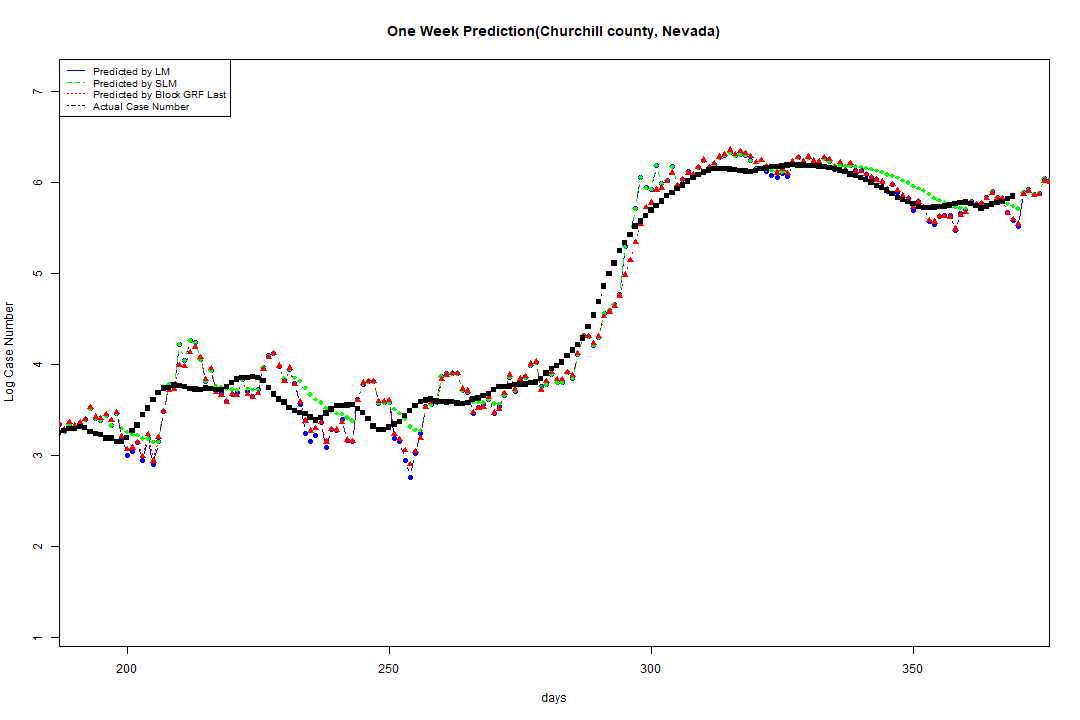 One Week Prediction(Churchill county, Nevada)
Predicted by LM
Predicted by SLM
Predicted by Block GRF Last
Actual Case Number
7
6
5
4
3
2
1
Log Case Number
200 250 300 350
days